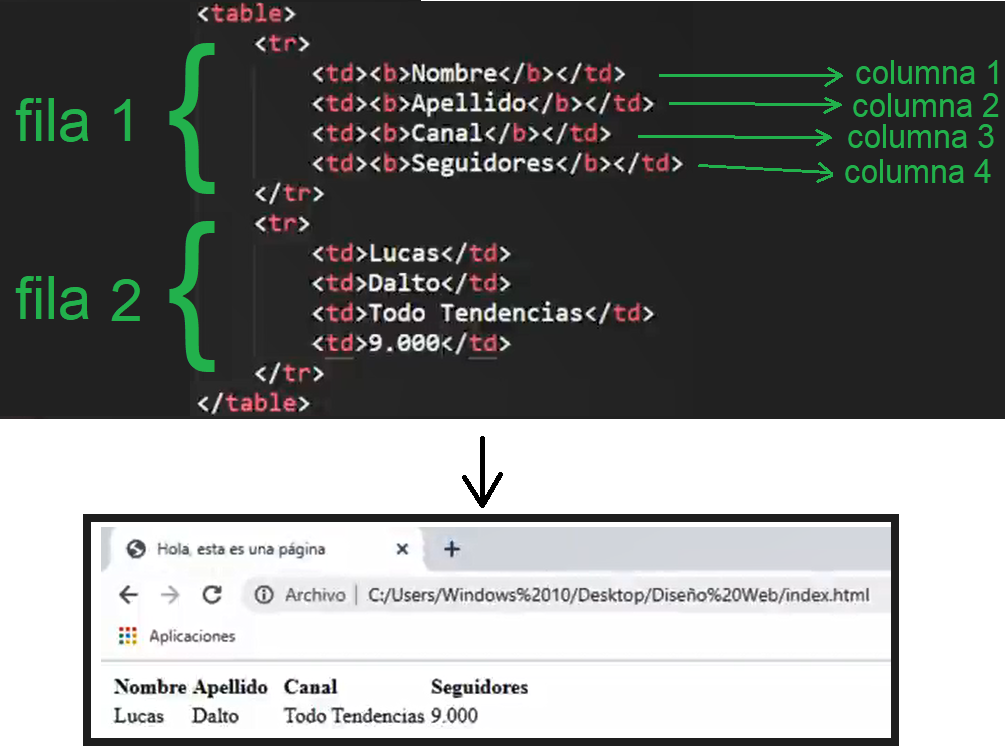 <table>
<tr>
<td><b>Nombre</b></td> columna 1
<td><b>Apellido</b></td> columna 2
fila 1
<td><b>Canal</b></td> columna 3
<td><b>Seguidores</b></td> columna 4
</tr>
<tr>
<td>Lucas</td>
<td>Dalto</td>
fila 2
<td>Todo Tendencias</td>
<td>9.000</td>
</tr>
</table>
Hola, esta es una página
Archivo | C:/Users/Windows%2010/Desktop/Diseño%20Web/index.html
Aplicaciones
Nombre Apellido Canal Seguidores
Lucas Dalto Todo Tendencias 9.000